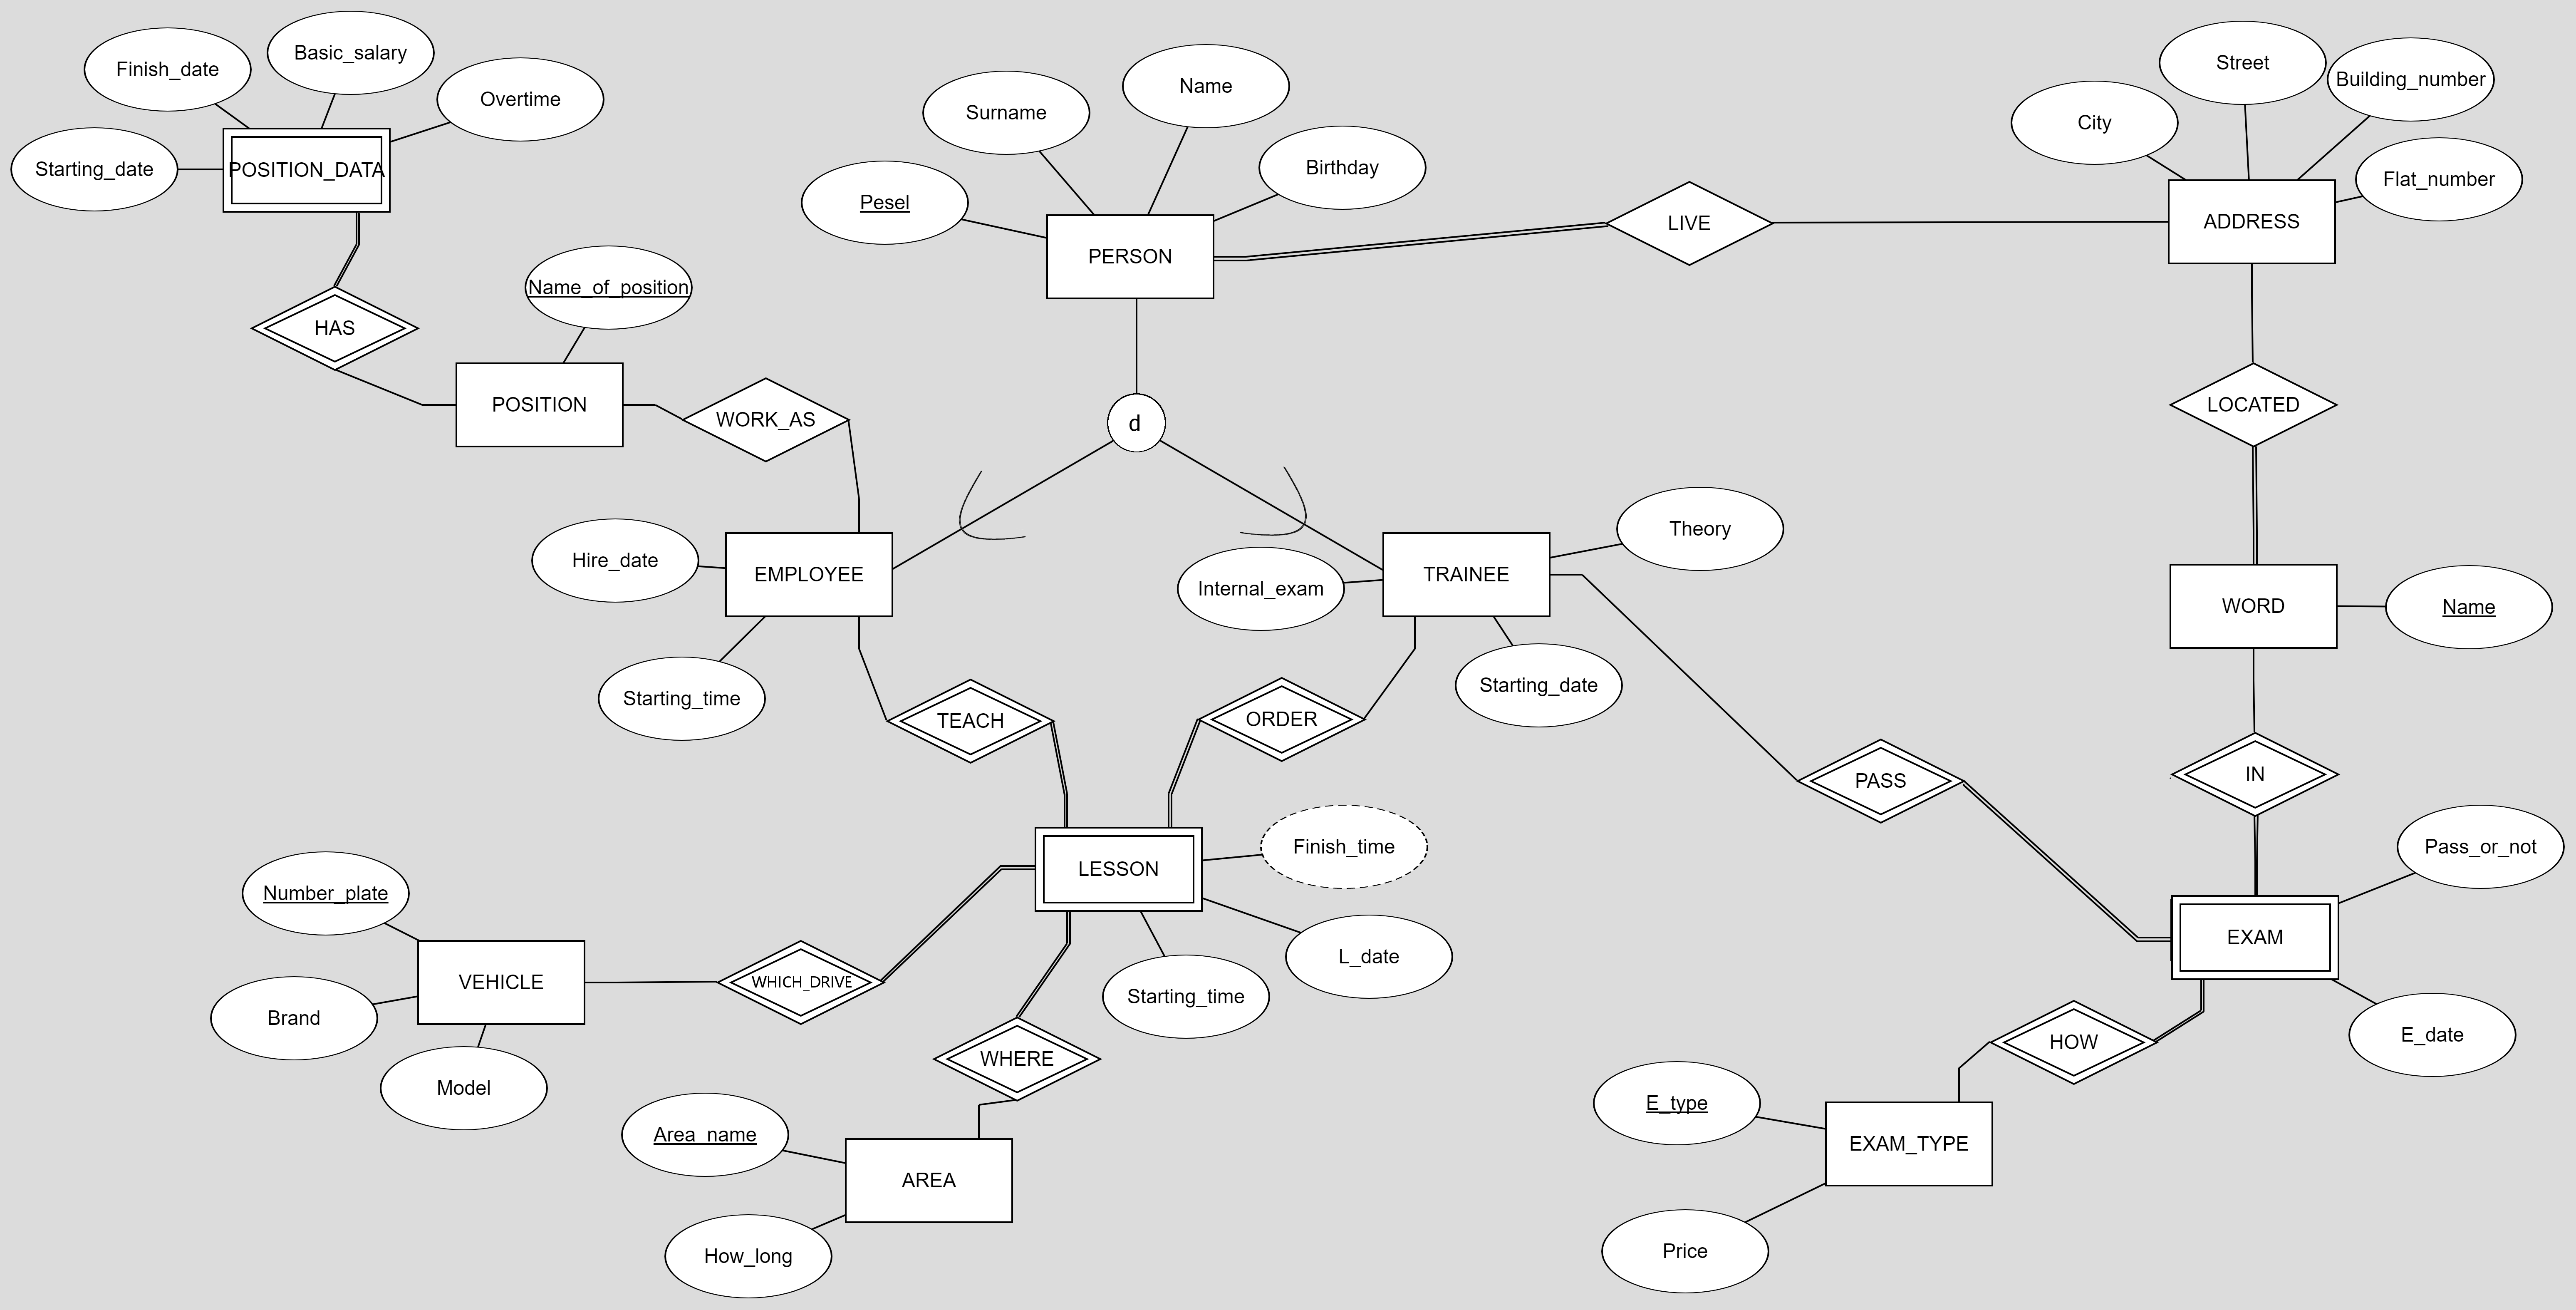 Finish_date
Basic_salary
Overtime
Starting_date
POSITION_DATA
HAS
Name_of_position
POSITION
WORK_AS
Surname
Name
Birthday
Pesel
PERSON
LIVE
City
Street
Building_number
Flat_number
ADDRESS
d
LOCATED
Hire_date
EMPLOYEE
Starting_time
Internal_exam
TRAINEE
Theory
Starting_date
WORD
Name
TEACH
ORDER
PASS
IN
LESSON
Finish_time
L_date
Starting_time
Number_plate
VEHICLE
Brand
Model
WHICH_DRIVE
WHERE
Area_name
AREA
How_long
Pass_or_not
EXAM
E_date
HOW
E_type
EXAM_TYPE
Price